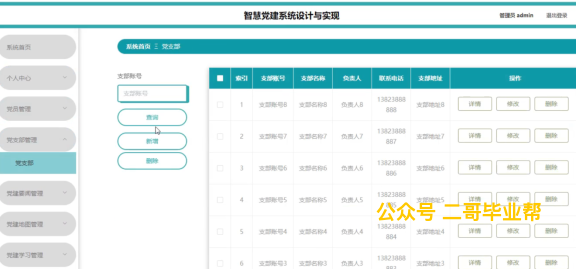 智慧党建系统设计与实现
管理员 admin
退出登录
系统首页
个人中心
党员管理
党支部管理
党支部
党建要闻管理
党建地图管理
党建学习管理
系统首页 党支部
支部账号
支部账号
查询
新增
删除
索引 支部账号 支部名称 负责人 联系电话 支部地址 操作
1 支部账号8 支部名称8 负责人8 13823888888 支部地址8 详情 修改 删除
2 支部账号7 支部名称7 负责人7 13823888887 支部地址7 详情 修改 删除
3 支部账号6 支部名称6 负责人6 13823888886 支部地址6 详情 修改 删除
4 支部账号5 支部名称5 负责人5 13823888885 支部地址5 详情 修改 删除
5 支部账号4 支部名称4 负责人4 13823888884 支部地址4 详情 修改 删除
6 支部账号3 支部名称3 负责人3 13823888 支部地址3 详情 修改 删除
公众号 二哥毕业帮